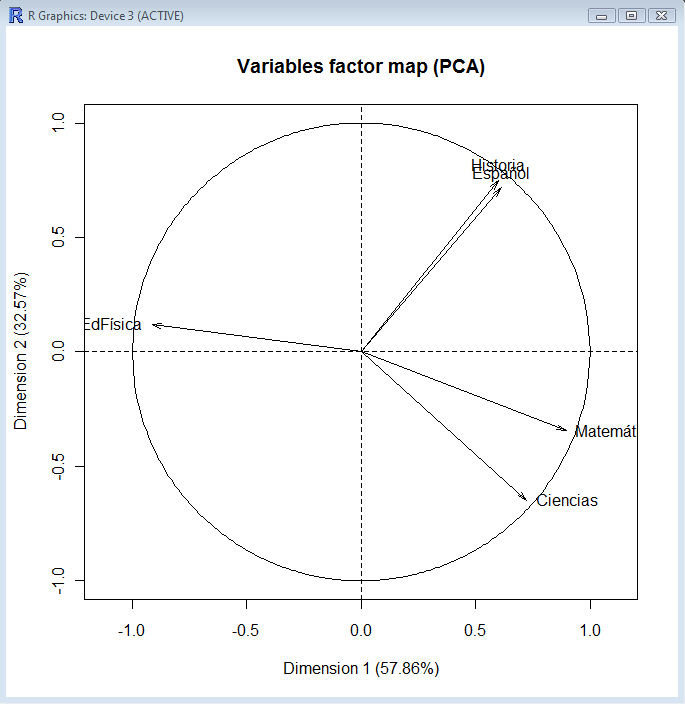 R Graphics: Device 3 (ACTIVE)
Variables factor map (PCA)
Dimension 2 (32.57%)
1.0
0.5
0.0
-0.5
-1.0
Historia
Español
EdFísica
Matemát
Ciencias
-1.0
-0.5
0.0
0.5
1.0
Dimension 1 (57.86%)